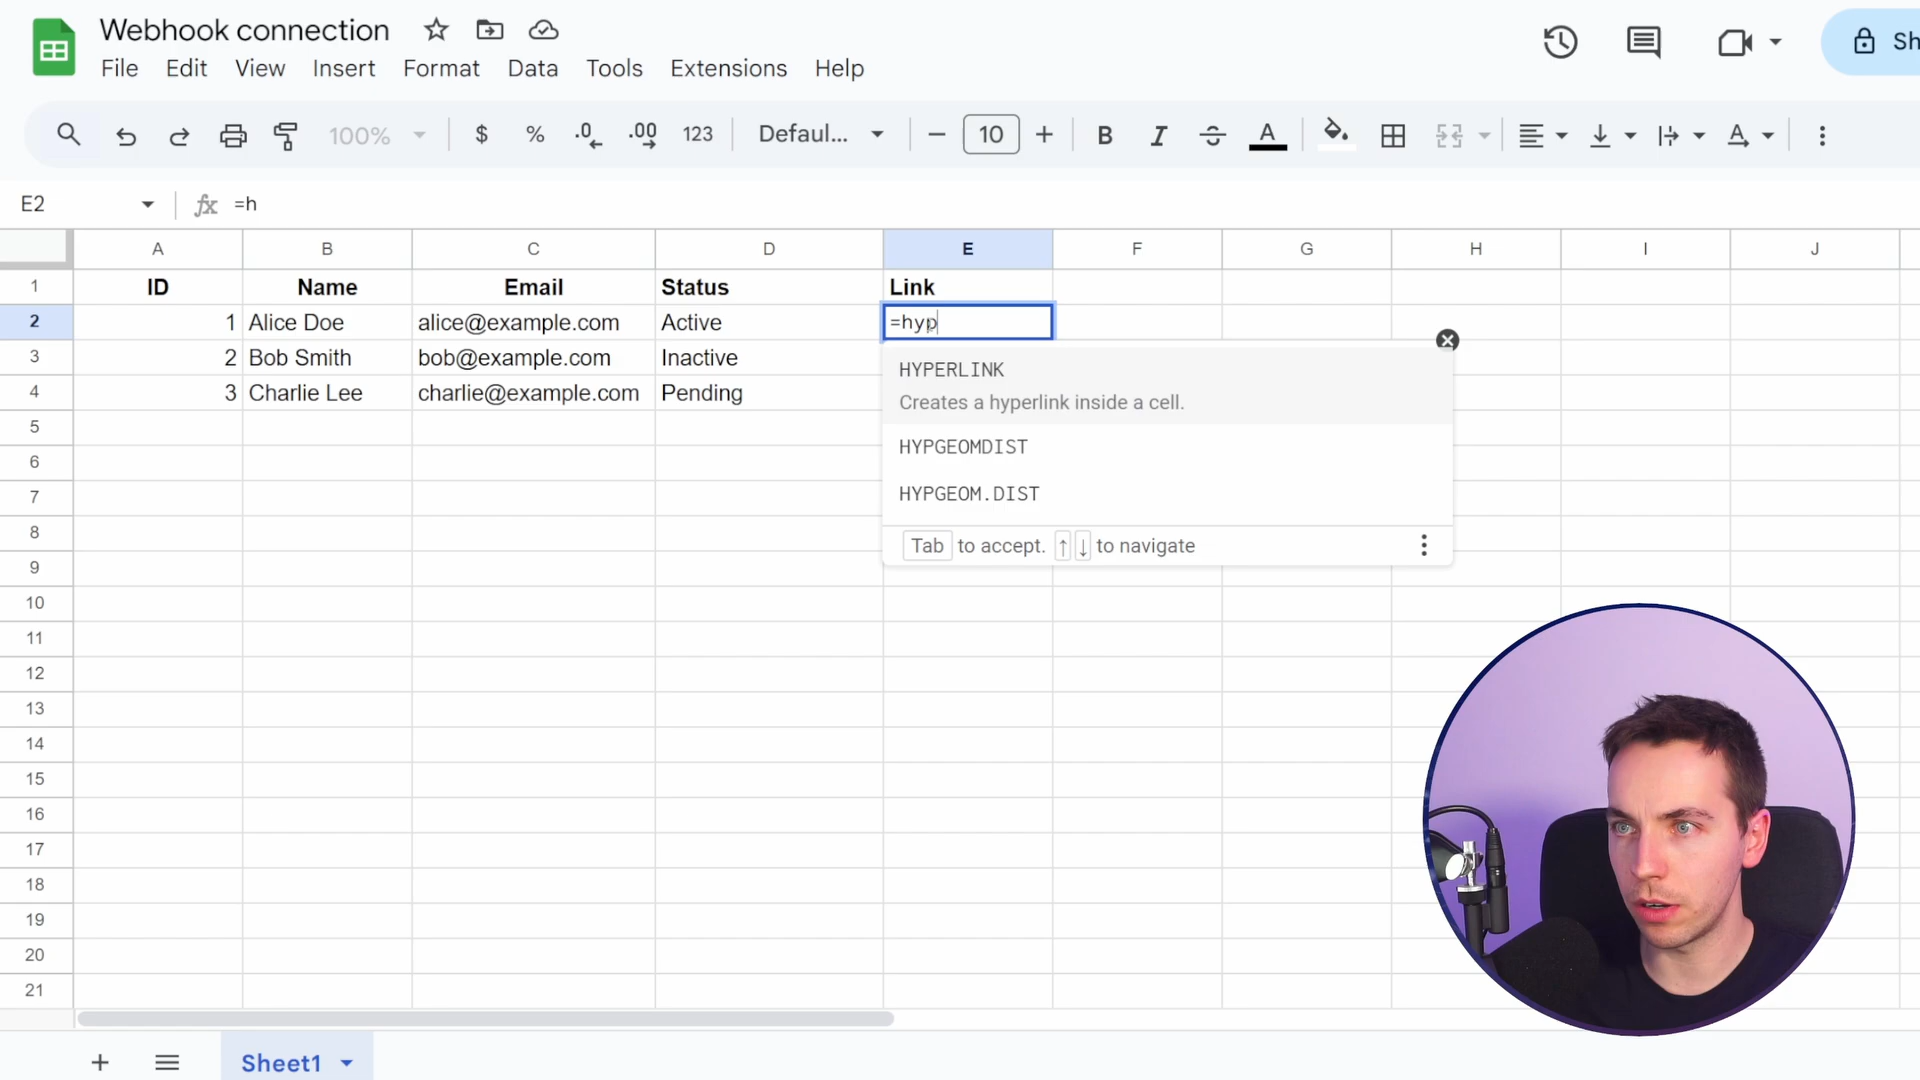 Webhook connection
File Edit View Insert Format Data Tools Extensions Help
Sh
100% $ % .0 .00 123 Defaul... 10 B I A A
E2 fx =h
A B C D E F G H I J
1 ID Name Email Status Link
2 1 Alice Doe alice@example.com Active =hyp
3 2 Bob Smith bob@example.com Inactive
4 3 Charlie Lee charlie@example.com Pending
HYPERLINK
Creates a hyperlink inside a cell.
HYPGEOMDIST
HYPGEOM.DIST
Tab to accept. ↑ ↓ to navigate
5
6
7
8
9
10
11
12
13
14
15
16
17
18
19
20
21
Sheet1